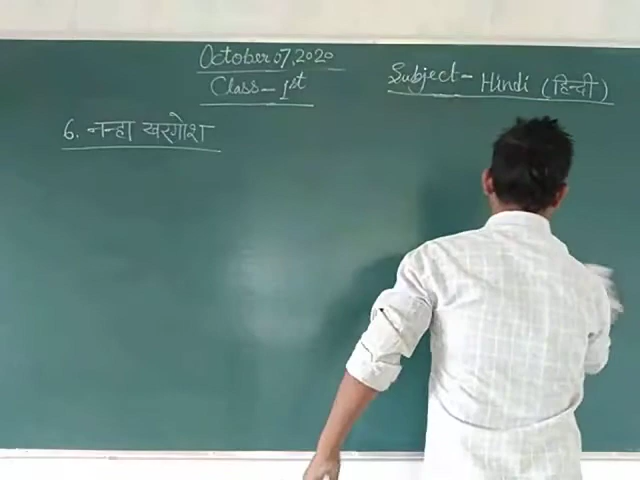 October 07, 2020
Class - 1st
Subject - Hindi (हिन्दी)
6. नन्हा खरगोश